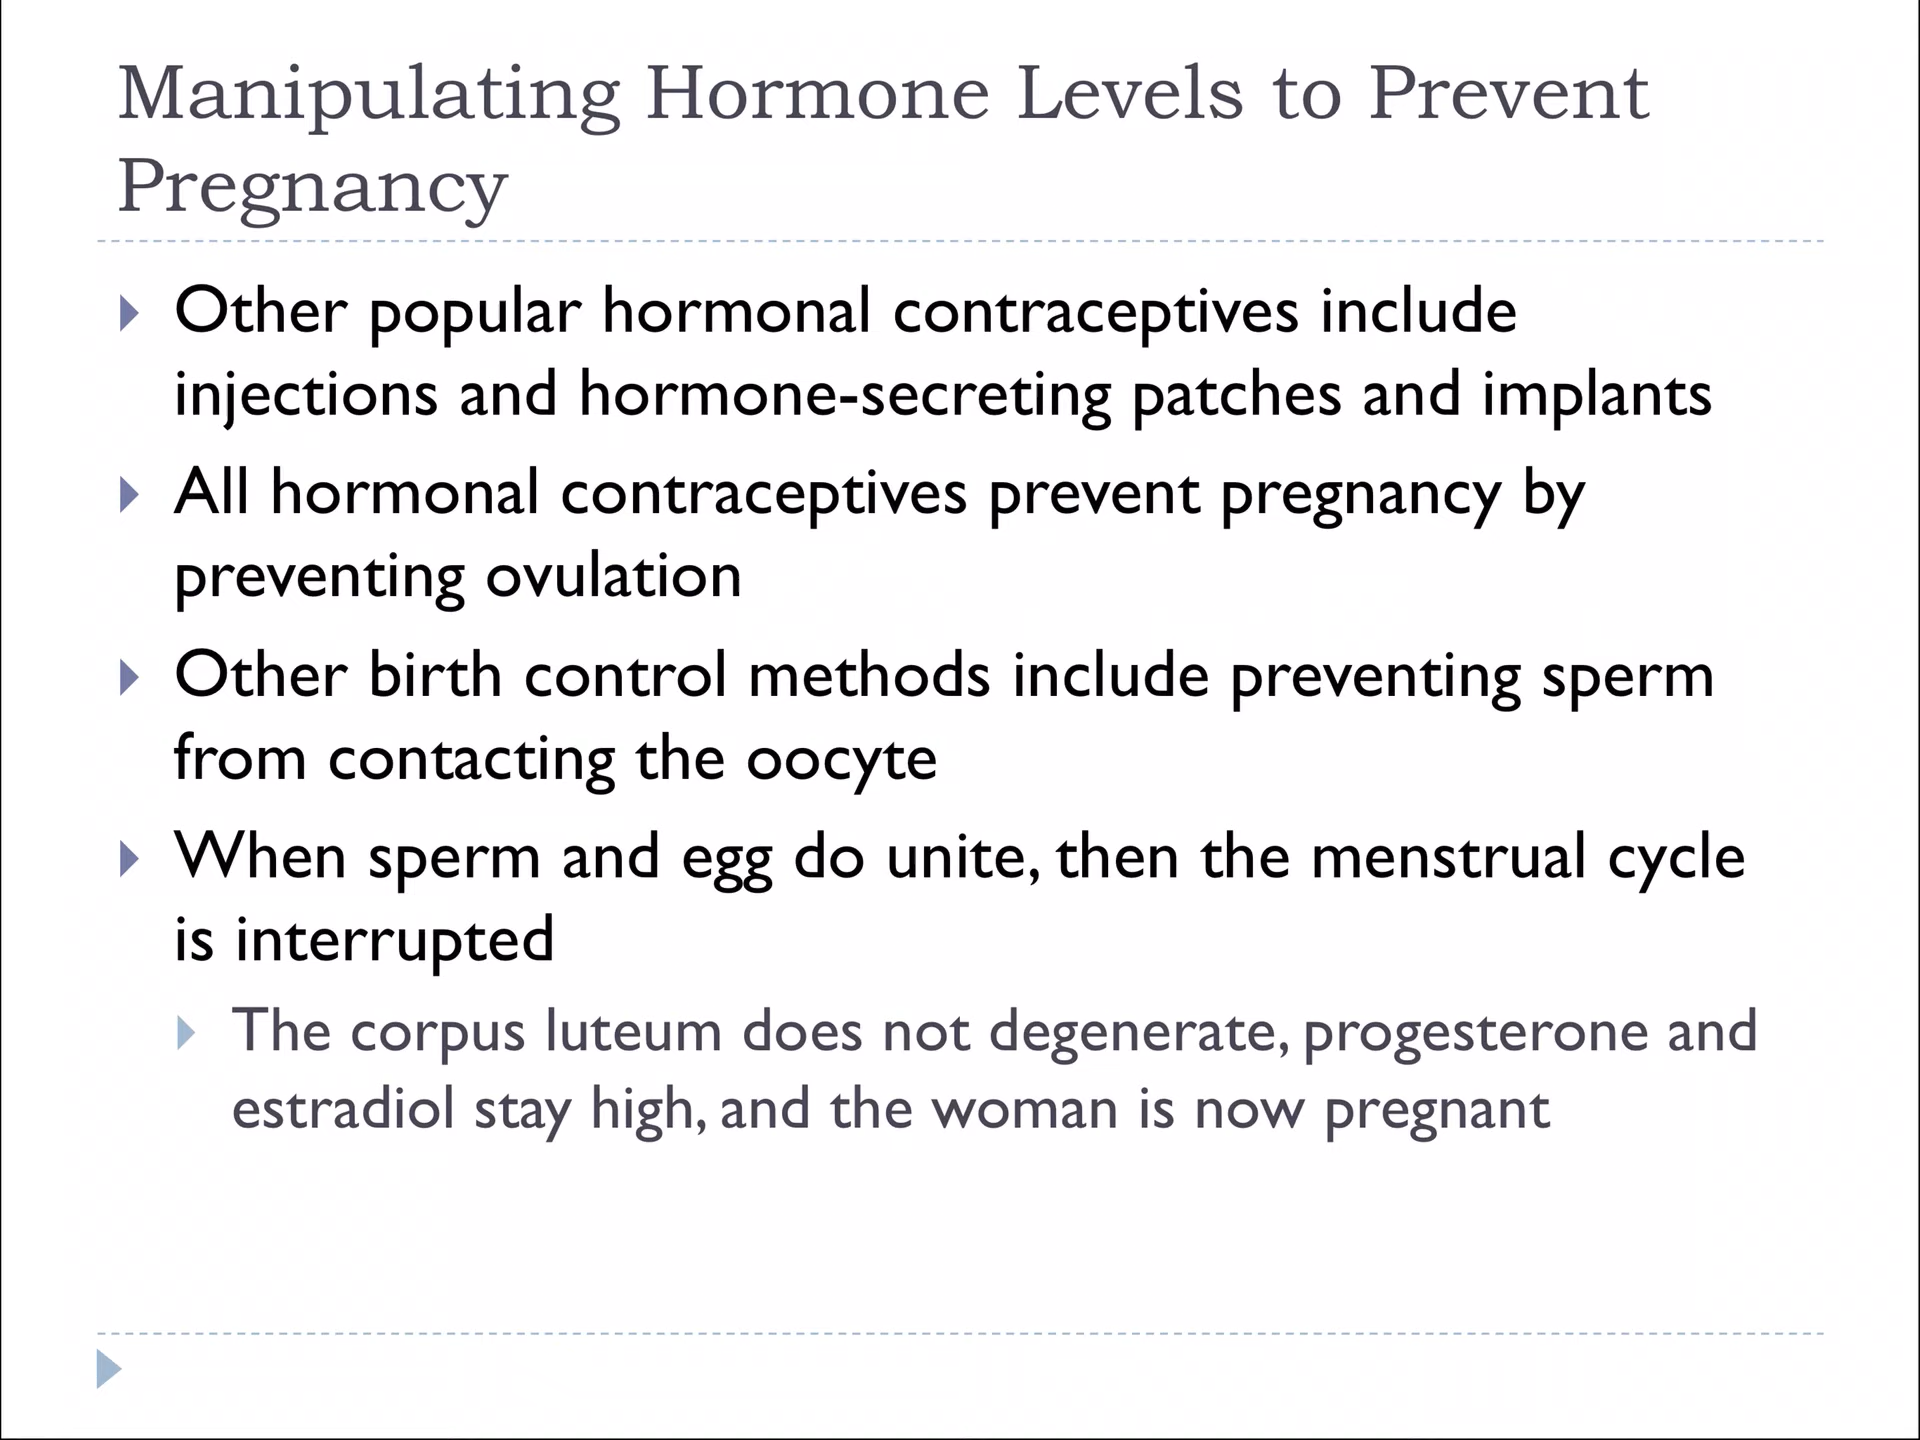 Manipulating Hormone Levels to Prevent
Pregnancy
Other popular hormonal contraceptives include
injections and hormone-secreting patches and implants
All hormonal contraceptives prevent pregnancy by
preventing ovulation
Other birth control methods include preventing sperm
from contacting the oocyte
When sperm and egg do unite, then the menstrual cycle
is interrupted
The corpus luteum does not degenerate, progesterone and
estradiol stay high, and the woman is now pregnant